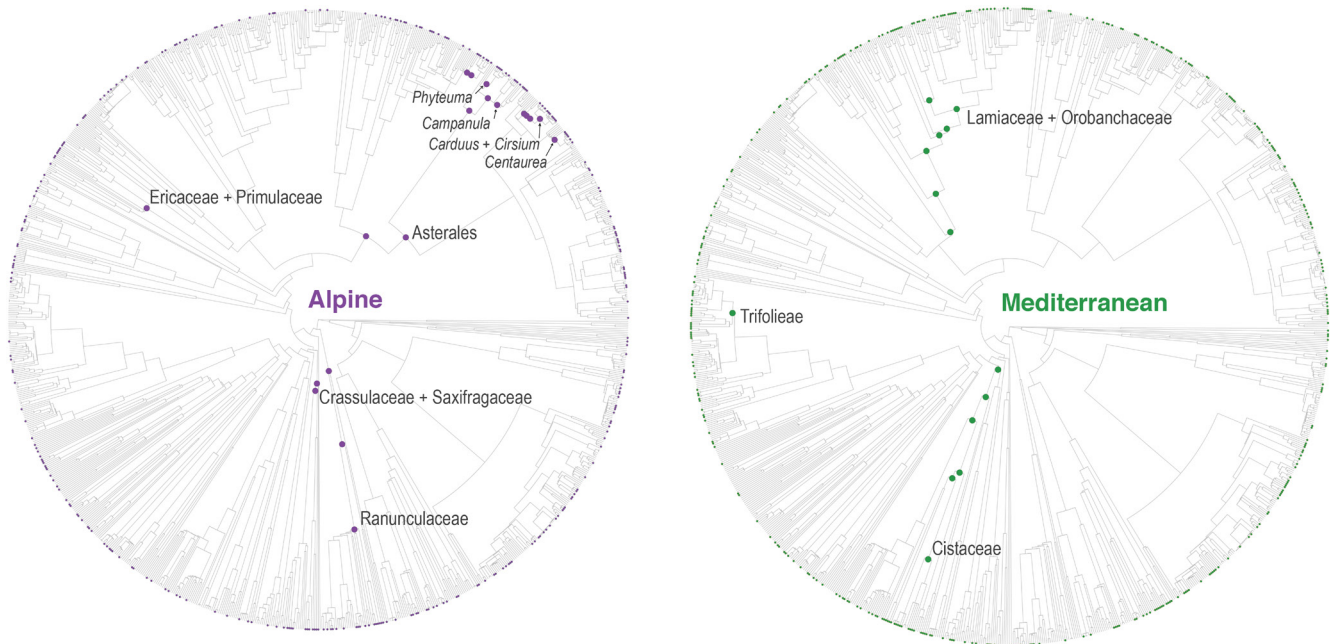 Phyteuma
Campanula
Carduus + Cirsium
Centaurea
Ericaceae + Primulaceae
Asterales
Alpine
Crassulaceae + Saxifragaceae
Ranunculaceae
Lamiaceae + Orobanchaceae
Mediterranean
Trifolieae
Cistaceae